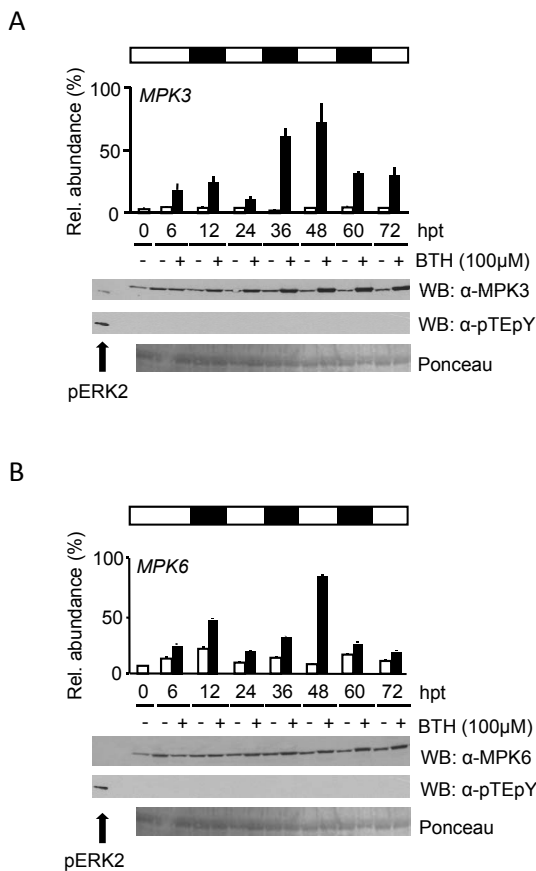 A
Rel. abundance (%)
100
50
0
MPK3
0 6 12 24 36 48 60 72 hpt
- - + - + - + - + - + - + - + BTH (100µM)
WB: α-MPK3
WB: α-pTEpY
Ponceau
pERK2
B
Rel. abundance (%)
100
50
0
MPK6
0 6 12 24 36 48 60 72 hpt
- - + - + - + - + - + - + - + BTH (100µM)
WB: α-MPK6
WB: α-pTEpY
Ponceau
pERK2